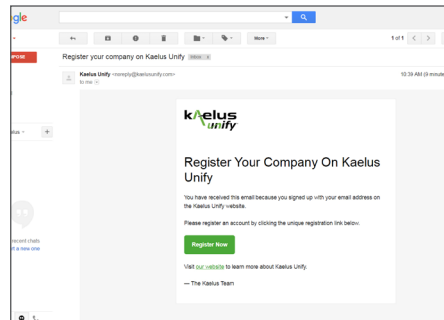 gle
More
1 of 1
POSE
Register your company on Kaelus Unify Inbox x
Kaelus Unify <noreply@kaelusunify.com>
to me
10:39 AM (9 minute
kaelus
unify
Register Your Company On Kaelus
Unify
You have received this email because you signed up with your email address on
the Kaelus Unify website.
Please register an account by clicking the unique registration link below.
Register Now
Visit our website to learn more about Kaelus Unify.
— The Kaelus Team
recent chats
rt a new one